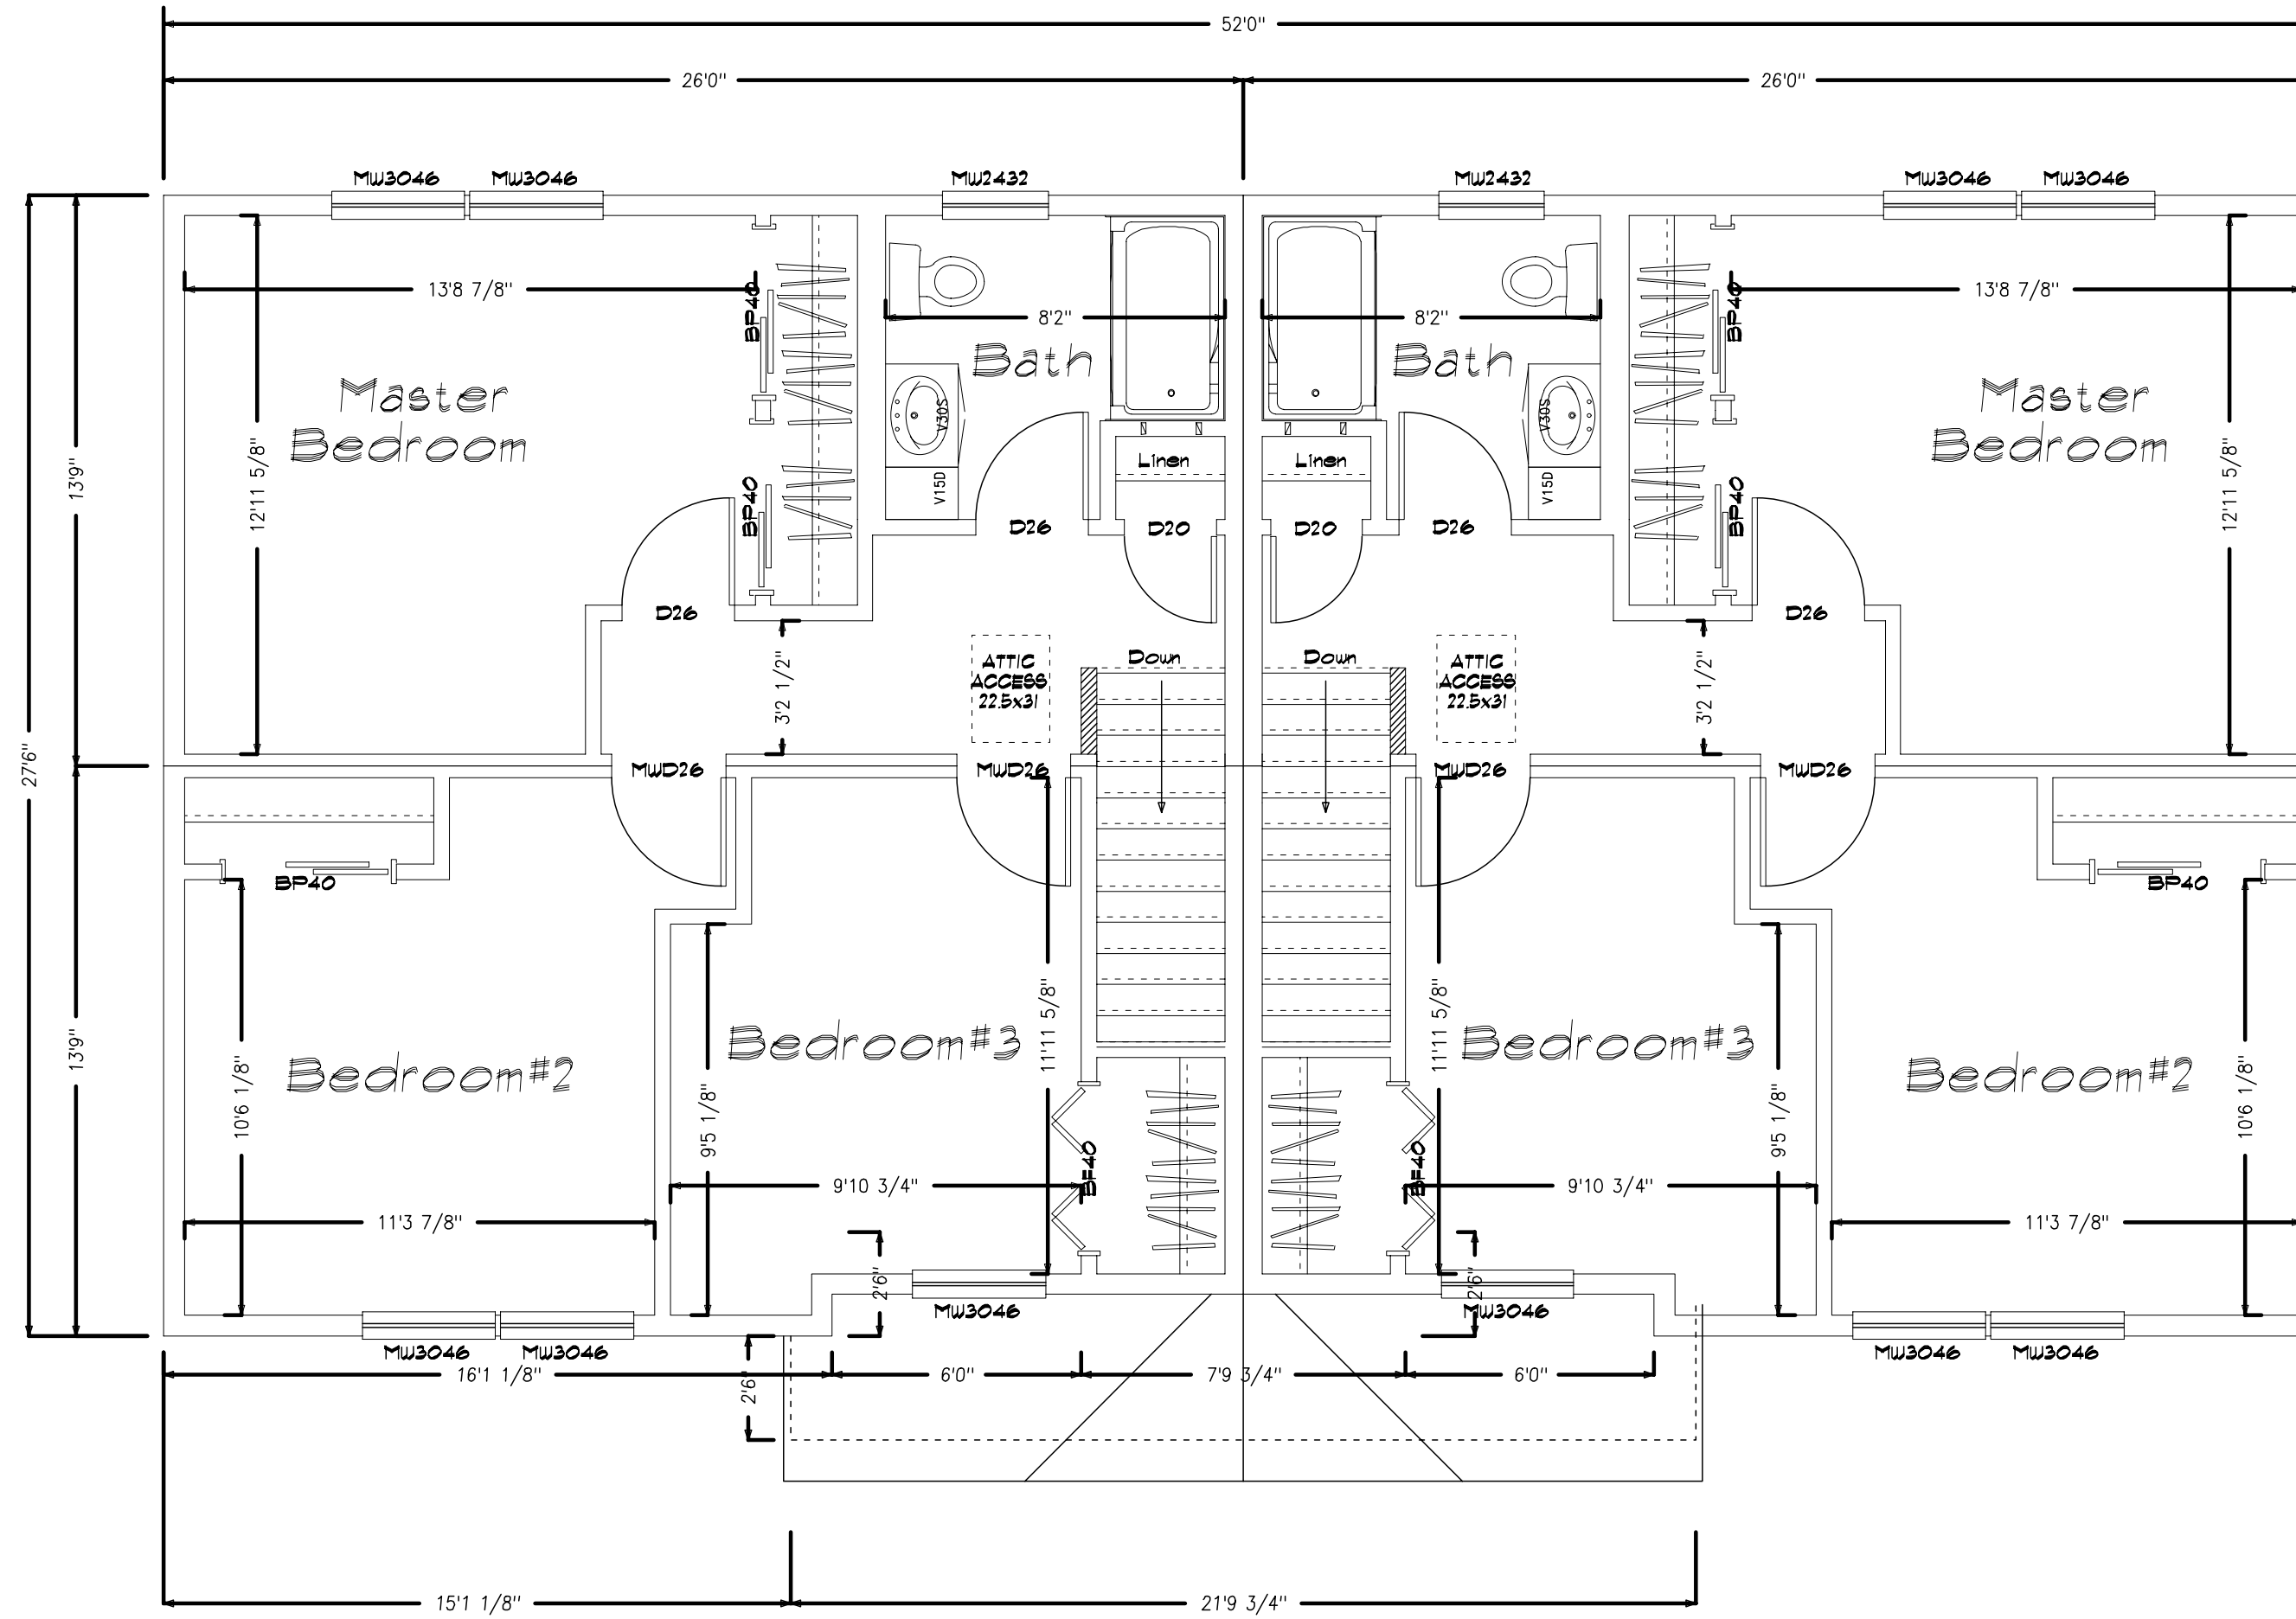 52'0"
26'0" 26'0"
MW3046 MW3046 MW2432 MW2432 MW3046 MW3046
13'8 7/8" 8'2" 8'2" 13'8 7/8"
BP40 BP40
Bath Bath
Master Master
Bedroom Bedroom
V30S V30S
12'11 5/8" 12'11 5/8"
13'9"
Linen Linen
V15D V15D
BP40 BP40
D26 D20 D20 D26
D26 D26
3'2 1/2" 3'2 1/2"
Down Down
ATTIC
ACCESS
22.5x31
ATTIC
ACCESS
22.5x31
27'6"
MWD26 MWD26 MWD26 MWD26
BP40 BP40
11'11 5/8" 11'11 5/8"
13'9"
Bedroom#3 Bedroom#3
Bedroom#2 Bedroom#2
10'6 1/8" 9'5 1/8" 9'5 1/8" 10'6 1/8"
BF40 BF40
9'10 3/4" 9'10 3/4"
11'3 7/8" 11'3 7/8"
2'6" 2'6"
MW3046 MW3046
MW3046 MW3046 MW3046 MW3046
16'1 1/8" 2'6" 6'0" 7'9 3/4" 6'0"
15'1 1/8" 21'9 3/4"